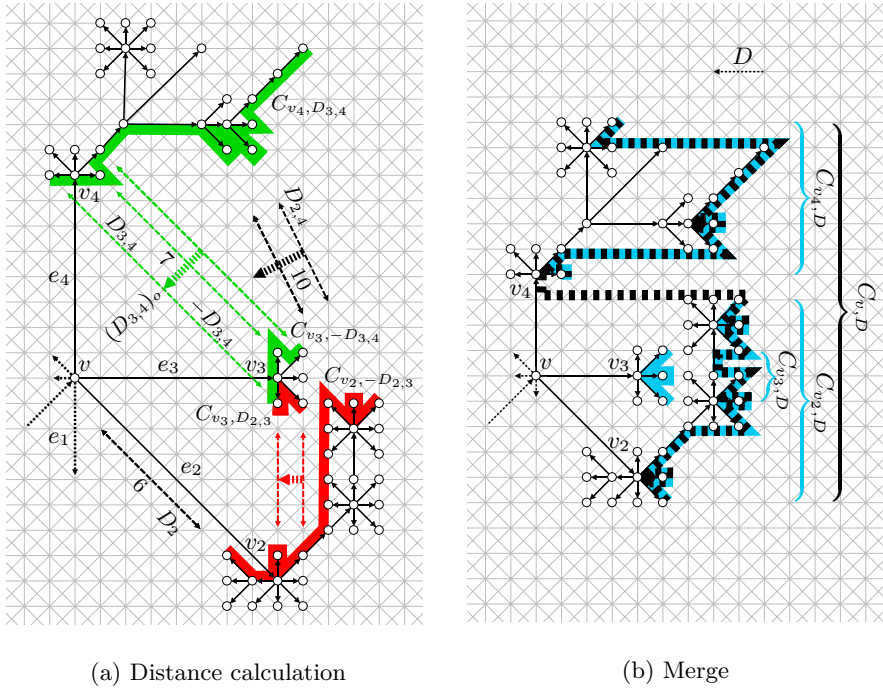 C_{v_4,D_{3,4}}
v_4
D_{2,4}
D_{3,4}
7
10
e_4
(D_{3,4})^o
-D_{3,4}
C_{v_3,-D_{3,4}}
v
e_3
v_3
C_{v_2,-D_{2,3}}
C_{v_3,D_{2,3}}
e_1
e_2
6
D_2
v_2
(a) Distance calculation
D
C_{v_4,D}
v_4
C_{v,D}
v
v_3
C_{v_3,D}
C_{v_2,D}
v_2
(b) Merge